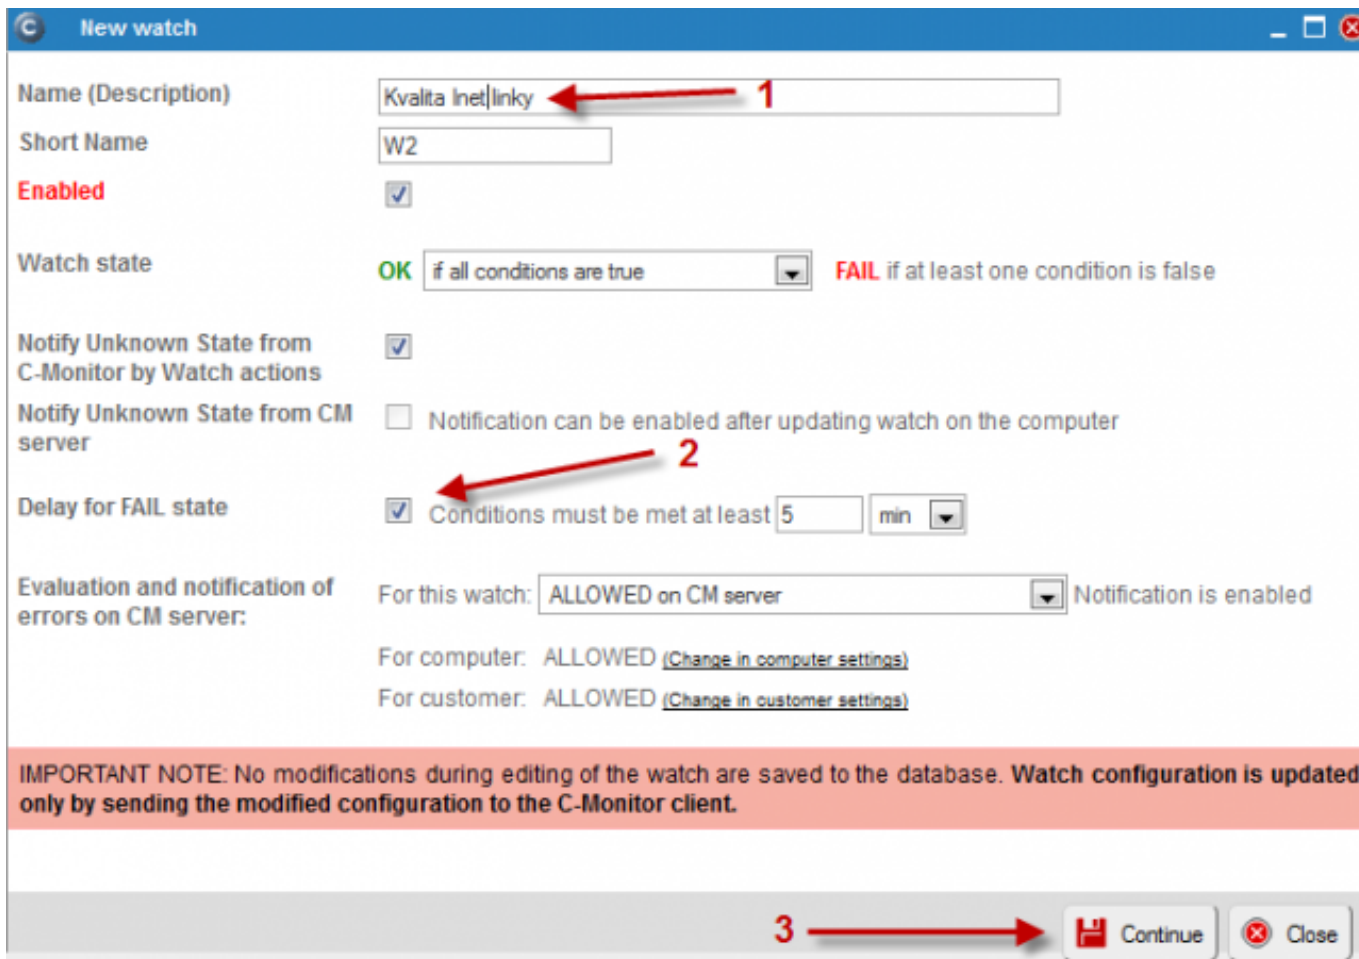 New watch
Name (Description) Kvalita Inet linky 1
Short Name W2
Enabled
Watch state OK if all conditions are true FAIL if at least one condition is false
Notify Unknown State from
C-Monitor by Watch actions
Notify Unknown State from CM
server
Notification can be enabled after updating watch on the computer
2
Delay for FAIL state Conditions must be met at least 5 min
Evaluation and notification of
errors on CM server:
For this watch: ALLOWED on CM server Notification is enabled
For computer: ALLOWED (Change in computer settings)
For customer: ALLOWED (Change in customer settings)
IMPORTANT NOTE: No modifications during editing of the watch are saved to the database. Watch configuration is updated
only by sending the modified configuration to the C-Monitor client.
3 Continue Close